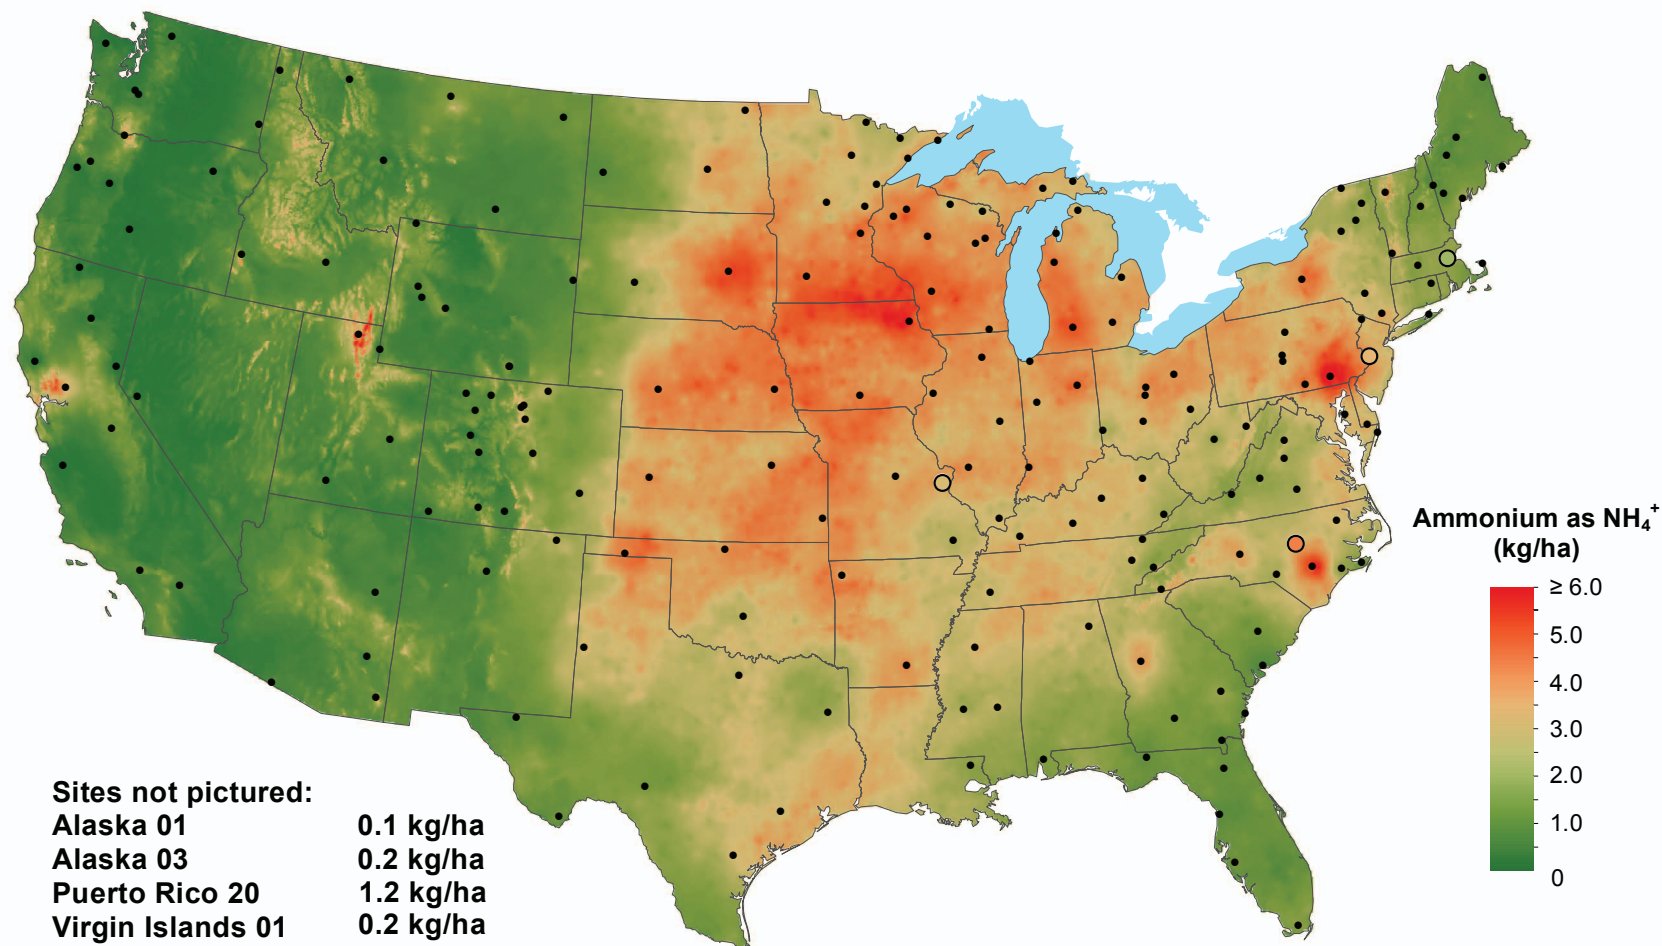 Ammonium as NH₄⁺
(kg/ha)
≥ 6.0
5.0
4.0
3.0
2.0
1.0
0
Sites not pictured:
Alaska 01 0.1 kg/ha
Alaska 03 0.2 kg/ha
Puerto Rico 20 1.2 kg/ha
Virgin Islands 01 0.2 kg/ha